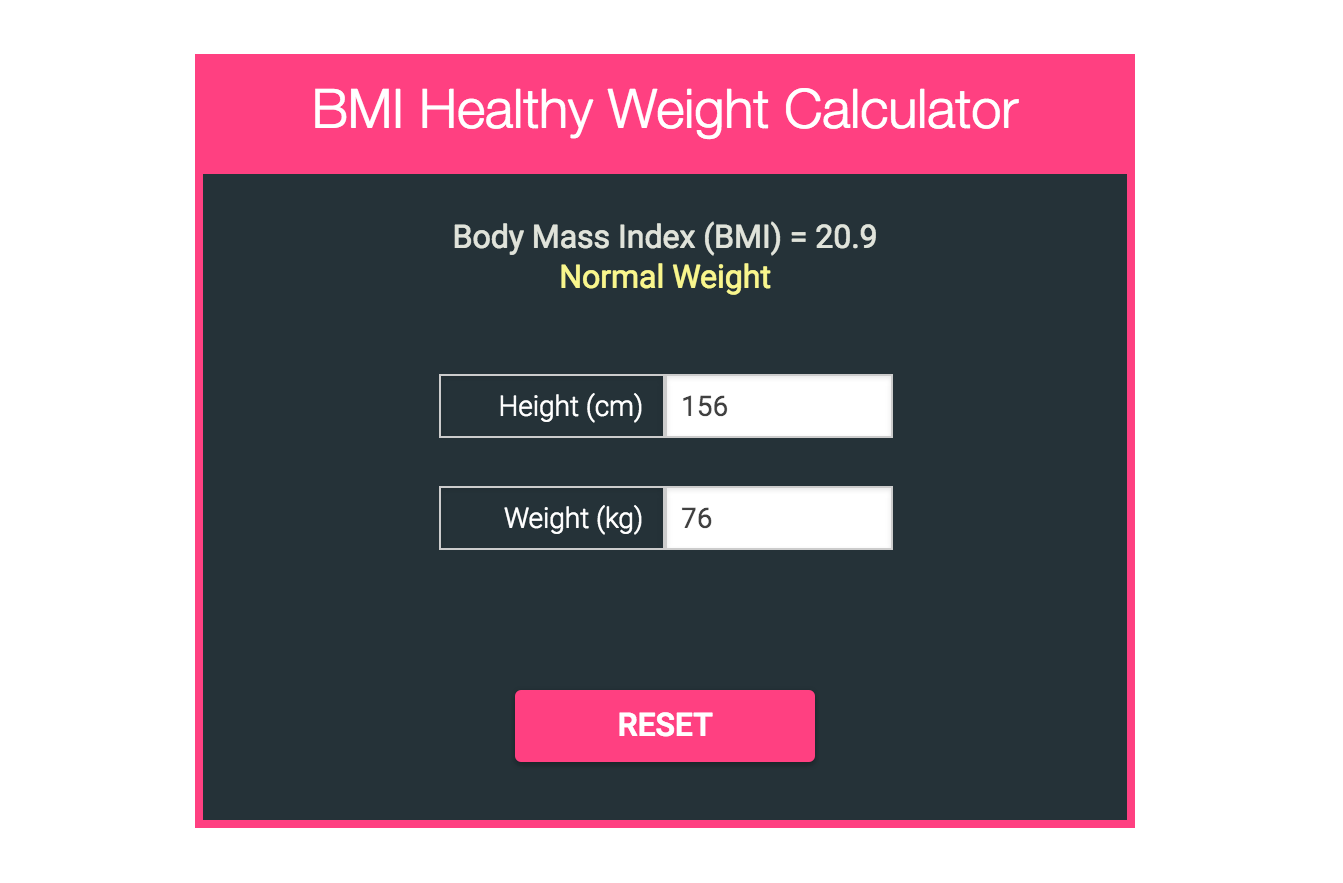 BMI Healthy Weight Calculator
Body Mass Index (BMI) = 20.9
Normal Weight
Height (cm) 156
Weight (kg) 76
RESET